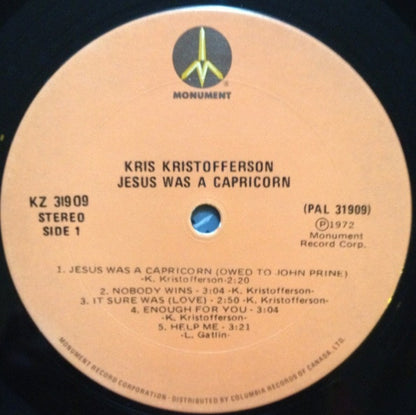 MONUMENT
KRIS KRISTOFFERSON
JESUS WAS A CAPRICORN
KZ 31909
STEREO
SIDE 1
(PAL 31909)
Ⓟ1972
Monument
Record Corp.
1. JESUS WAS A CAPRICORN (OWED TO JOHN PRINE)
-K. Kristofferson-2:20
2. NOBODY WINS - 3:04 -K. Kristofferson-
3. IT SURE WAS (LOVE) - 2:50 -K. Kristofferson-
4. ENOUGH FOR YOU - 3:04
-K. Kristofferson-
5. HELP ME - 3:21
-L. Gatlin-
MONUMENT RECORD CORPORATION - DISTRIBUTED BY COLUMBIA RECORDS OF CANADA, LTD.